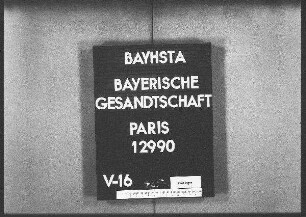 BAYHSTA
BAYERISCHE
GESANDTSCHAFT
PARIS
12990
V-16